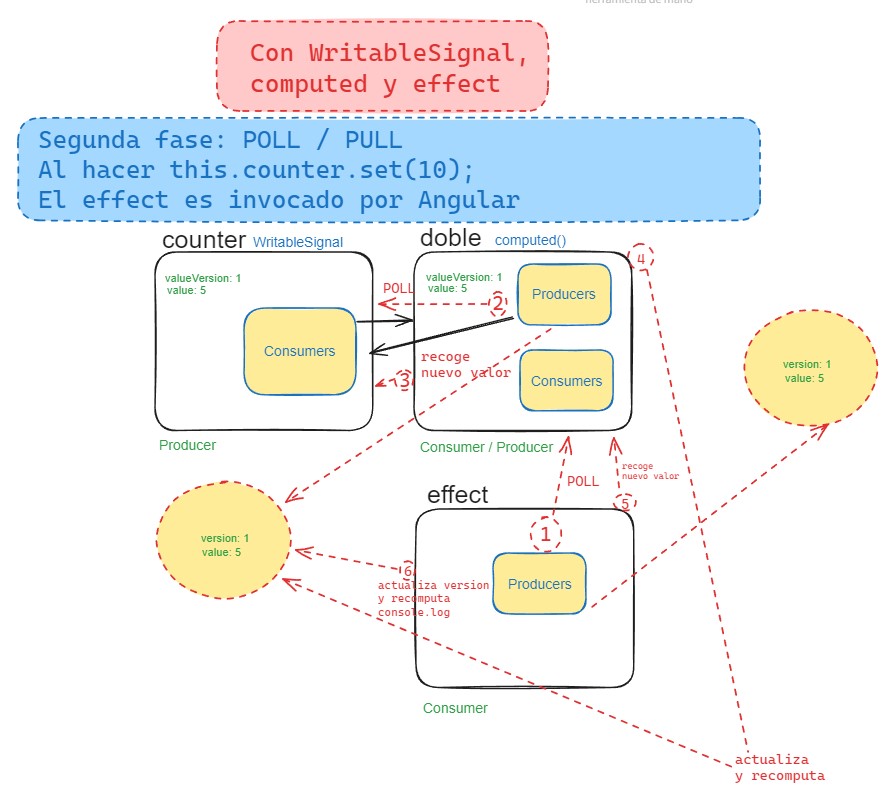 herramienta de mano
Con WritableSignal,
computed y effect
Segunda fase: POLL / PULL
Al hacer this.counter.set(10);
El effect es invocado por Angular
counter WritableSignal
doble computed()
valueVersion: 1
value: 5
POLL
2
valueVersion: 1
value: 5
Producers
4
Consumers
recoge
nuevo valor
3
Consumers
version: 1
value: 5
Producer
Consumer / Producer
recoge
nuevo valor
POLL
5
effect
1
version: 1
value: 5
6
actualiza version
y recomputa
console.log
Producers
Consumer
actualiza
y recomputa